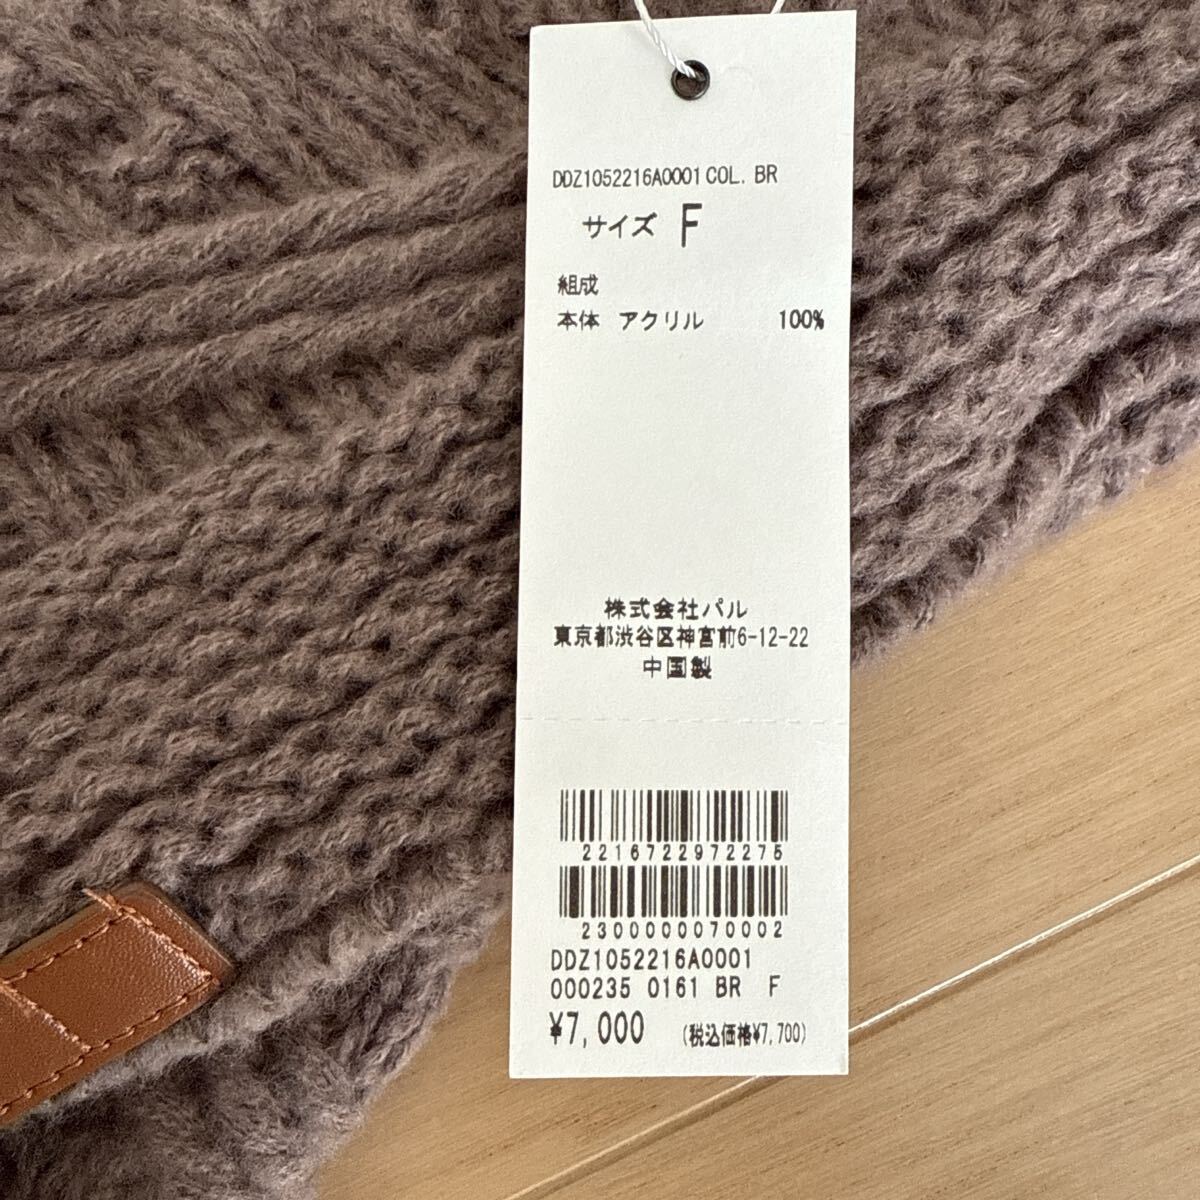 DDZ1052216A0001 COL. BR
サイズ F
組成
本体 アクリル 100%
株式会社パル
東京都渋谷区神宮前6-12-22
中国製
2216722972275
2300000070002
DDZ1052216A0001
000235 0161 BR F
¥7,000 (税込価格¥7,700)